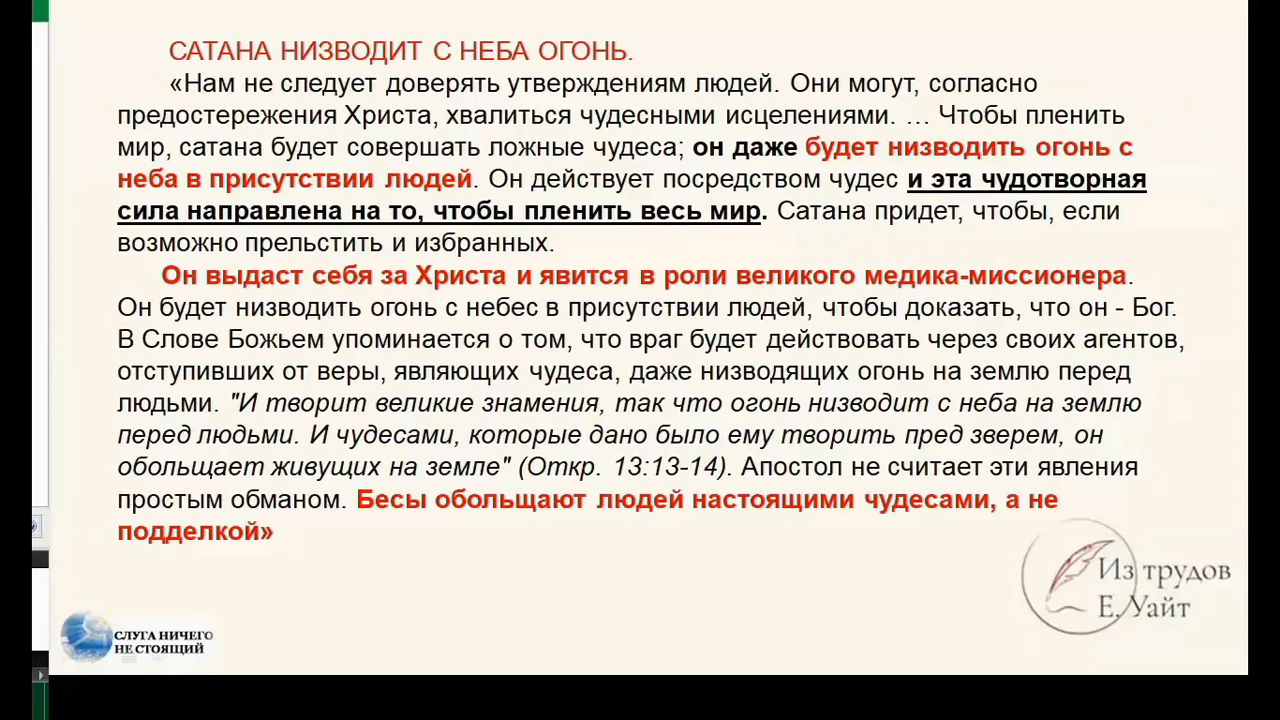 САТАНА НИЗВОДИТ С НЕБА ОГОНЬ.
«Нам не следует доверять утверждениям людей. Они могут, согласно
предостережения Христа, хвалиться чудесными исцелениями. … Чтобы пленить
мир, сатана будет совершать ложные чудеса; он даже будет низводить огонь с
неба в присутствии людей. Он действует посредством чудес и эта чудотворная
сила направлена на то, чтобы пленить весь мир. Сатана придет, чтобы, если
возможно прельстить и избранных.
Он выдаст себя за Христа и явится в роли великого медика-миссионера.
Он будет низводить огонь с небес в присутствии людей, чтобы доказать, что он - Бог.
В Слове Божьем упоминается о том, что враг будет действовать через своих агентов,
отступивших от веры, являющих чудеса, даже низводящих огонь на землю перед
людьми. "И творит великие знамения, так что огонь низводит с неба на землю
перед людьми. И чудесами, которые дано было ему творить пред зверем, он
обольщает живущих на земле" (Откр. 13:13-14). Апостол не считает эти явления
простым обманом. Бесы обольщают людей настоящими чудесами, а не
подделкой»
Из трудов
Е. Уайт
СЛУГА НИЧЕГО
НЕ СТОЯЩИЙ